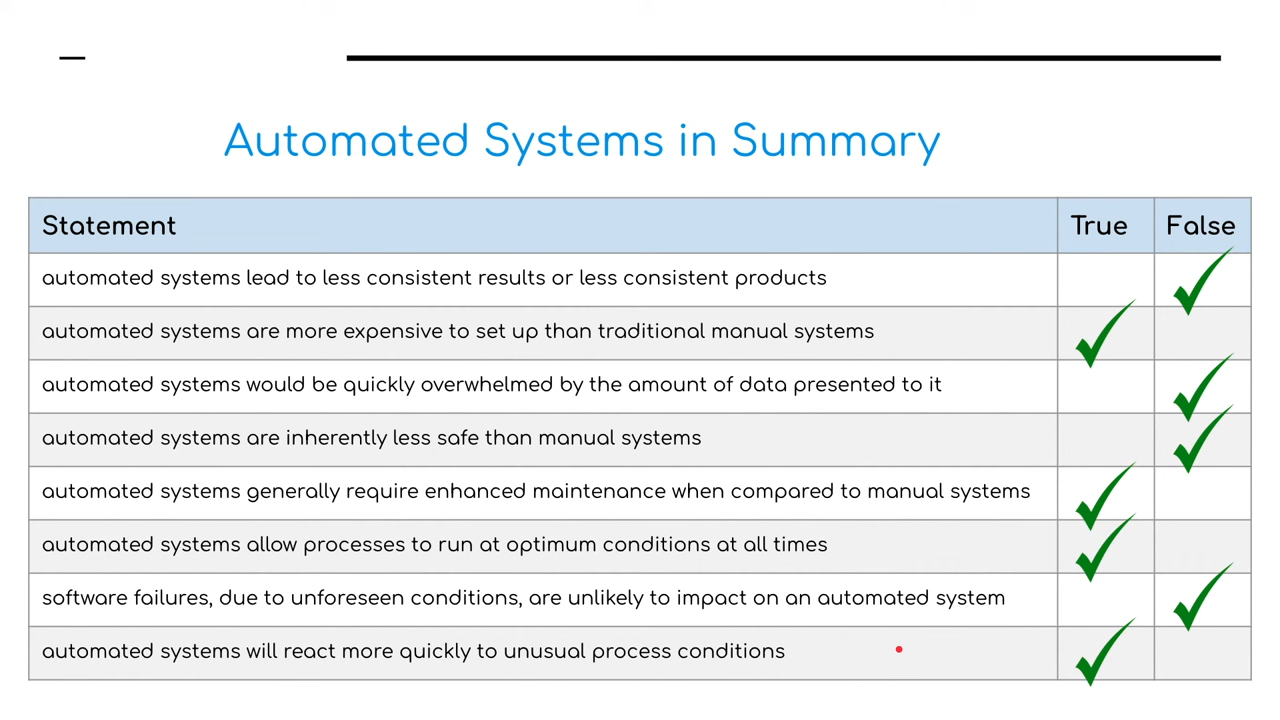 Automated Systems in Summary
Statement True False
automated systems lead to less consistent results or less consistent products
automated systems are more expensive to set up than traditional manual systems
automated systems would be quickly overwhelmed by the amount of data presented to it
automated systems are inherently less safe than manual systems
automated systems generally require enhanced maintenance when compared to manual systems
automated systems allow processes to run at optimum conditions at all times
software failures, due to unforeseen conditions, are unlikely to impact on an automated system
automated systems will react more quickly to unusual process conditions